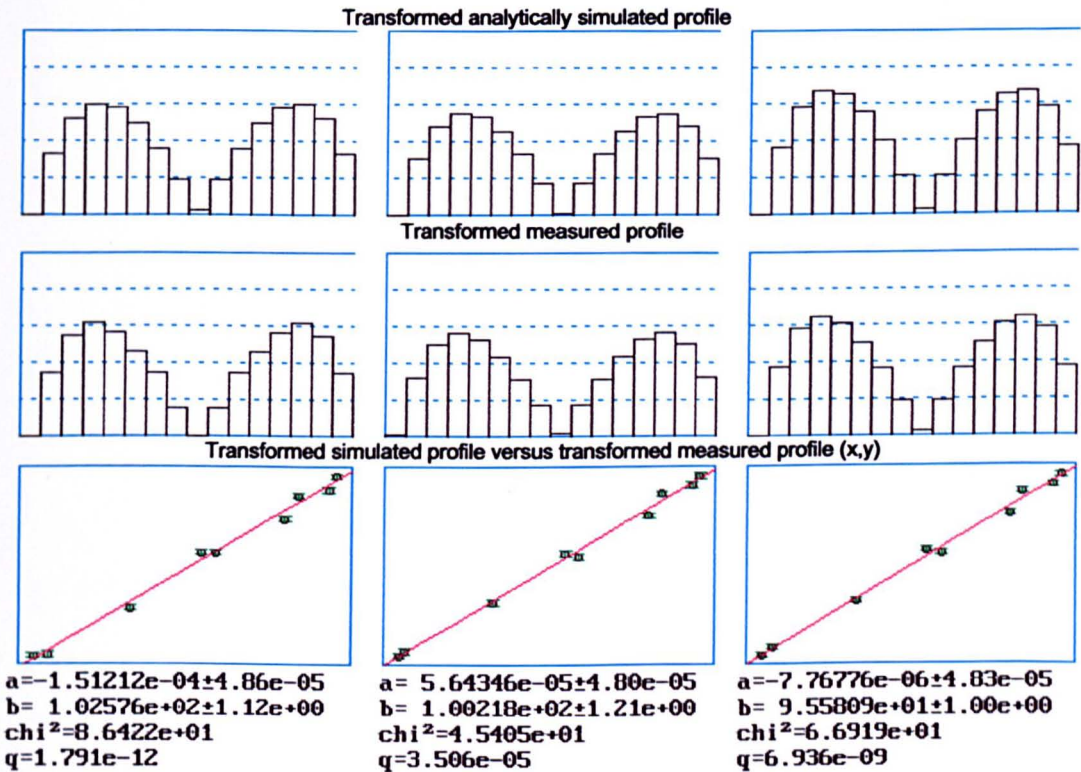 Transformed analytically simulated profile
Transformed measured profile
Transformed simulated profile versus transformed measured profile (x,y)
a=-1.51212e-04±4.86e-05
b= 1.02576e+02±1.12e+00
chi²=8.6422e+01
q=1.791e-12
a= 5.64346e-05±4.80e-05
b= 1.00218e+02±1.21e+00
chi²=4.5405e+01
q=3.506e-05
a=-7.76776e-06±4.83e-05
b= 9.55809e+01±1.00e+00
chi²=6.6919e+01
q=6.936e-09